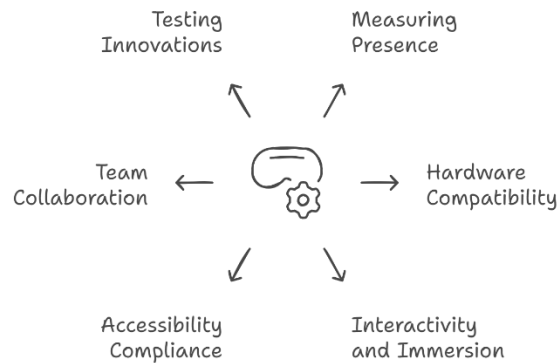 Testing
Innovations
Measuring
Presence
Team
Collaboration
Hardware
Compatibility
Accessibility
Compliance
Interactivity
and Immersion